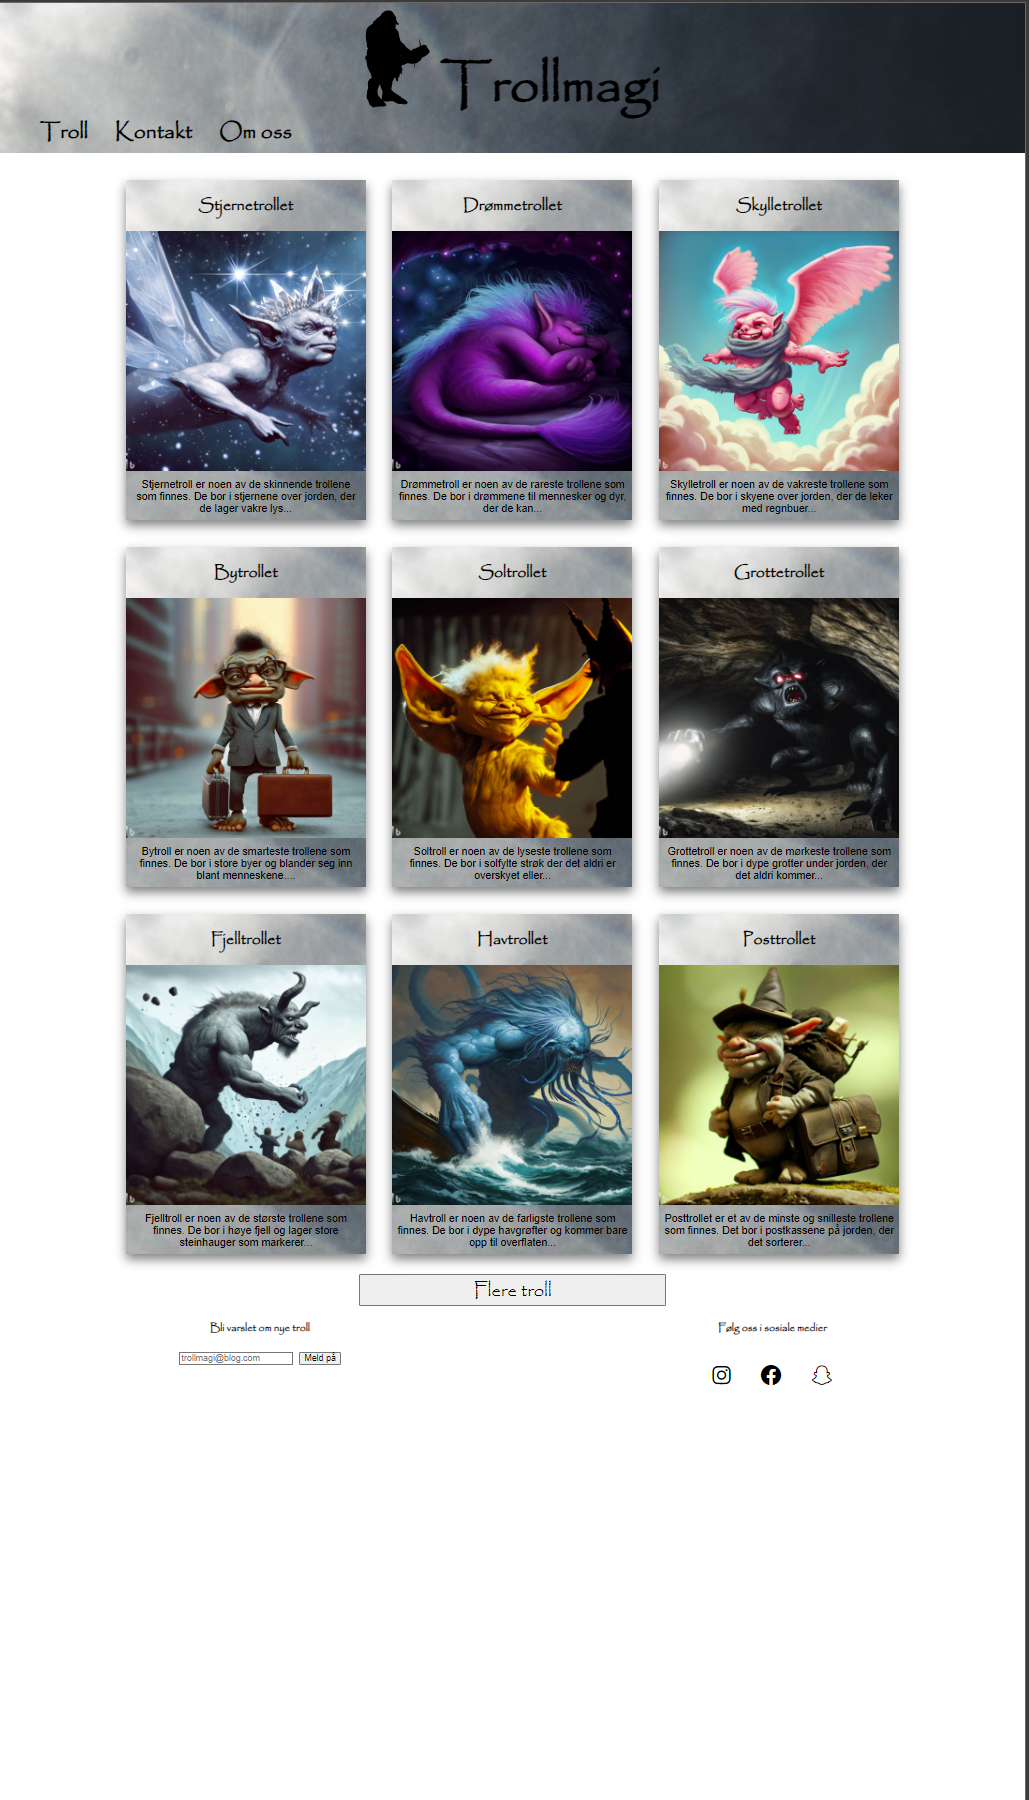 Trollmagi
Troll Kontakt Om oss
Stjernetrollet
Drømmetrollet
Skylletrollet
Stjernetroll er noen av de skinnende trollene
som finnes. De bor i stjernene over jorden, der
de lager vakre lys...
Drømmetroll er noen av de rareste trollene som
finnes. De bor i drømmene til mennesker og dyr,
der de kan...
Skylletroll er noen av de vakreste trollene som
finnes. De bor i skyene over jorden, der de leker
med regnbuer...
Bytrollet
Soltrollet
Grottetrollet
Bytroll er noen av de smarteste trollene som
finnes. De bor i store byer og blander seg inn
blant menneskene....
Soltroll er noen av de lyseste trollene som
finnes. De bor i solfylte strøk der det aldri er
overskyet eller...
Grottetroll er noen av de mørkeste trollene som
finnes. De bor i dype grotter under jorden, der
det aldri kommer...
Fjelltrollet
Havtrollet
Posttrollet
Fjelltroll er noen av de største trollene som
finnes. De bor i høye fjell og lager store
steinhauger som markerer...
Havtroll er noen av de farligste trollene som
finnes. De bor i dype havgrøfter og kommer bare
opp til overflaten...
Posttrollet er et av de minste og snilleste trollene
som finnes. Det bor i postkassene på jorden, der
det sorterer...
Flere troll
Bli varslet om nye troll
trollmagi@blog.com Meld på
Følg oss i sosiale medier